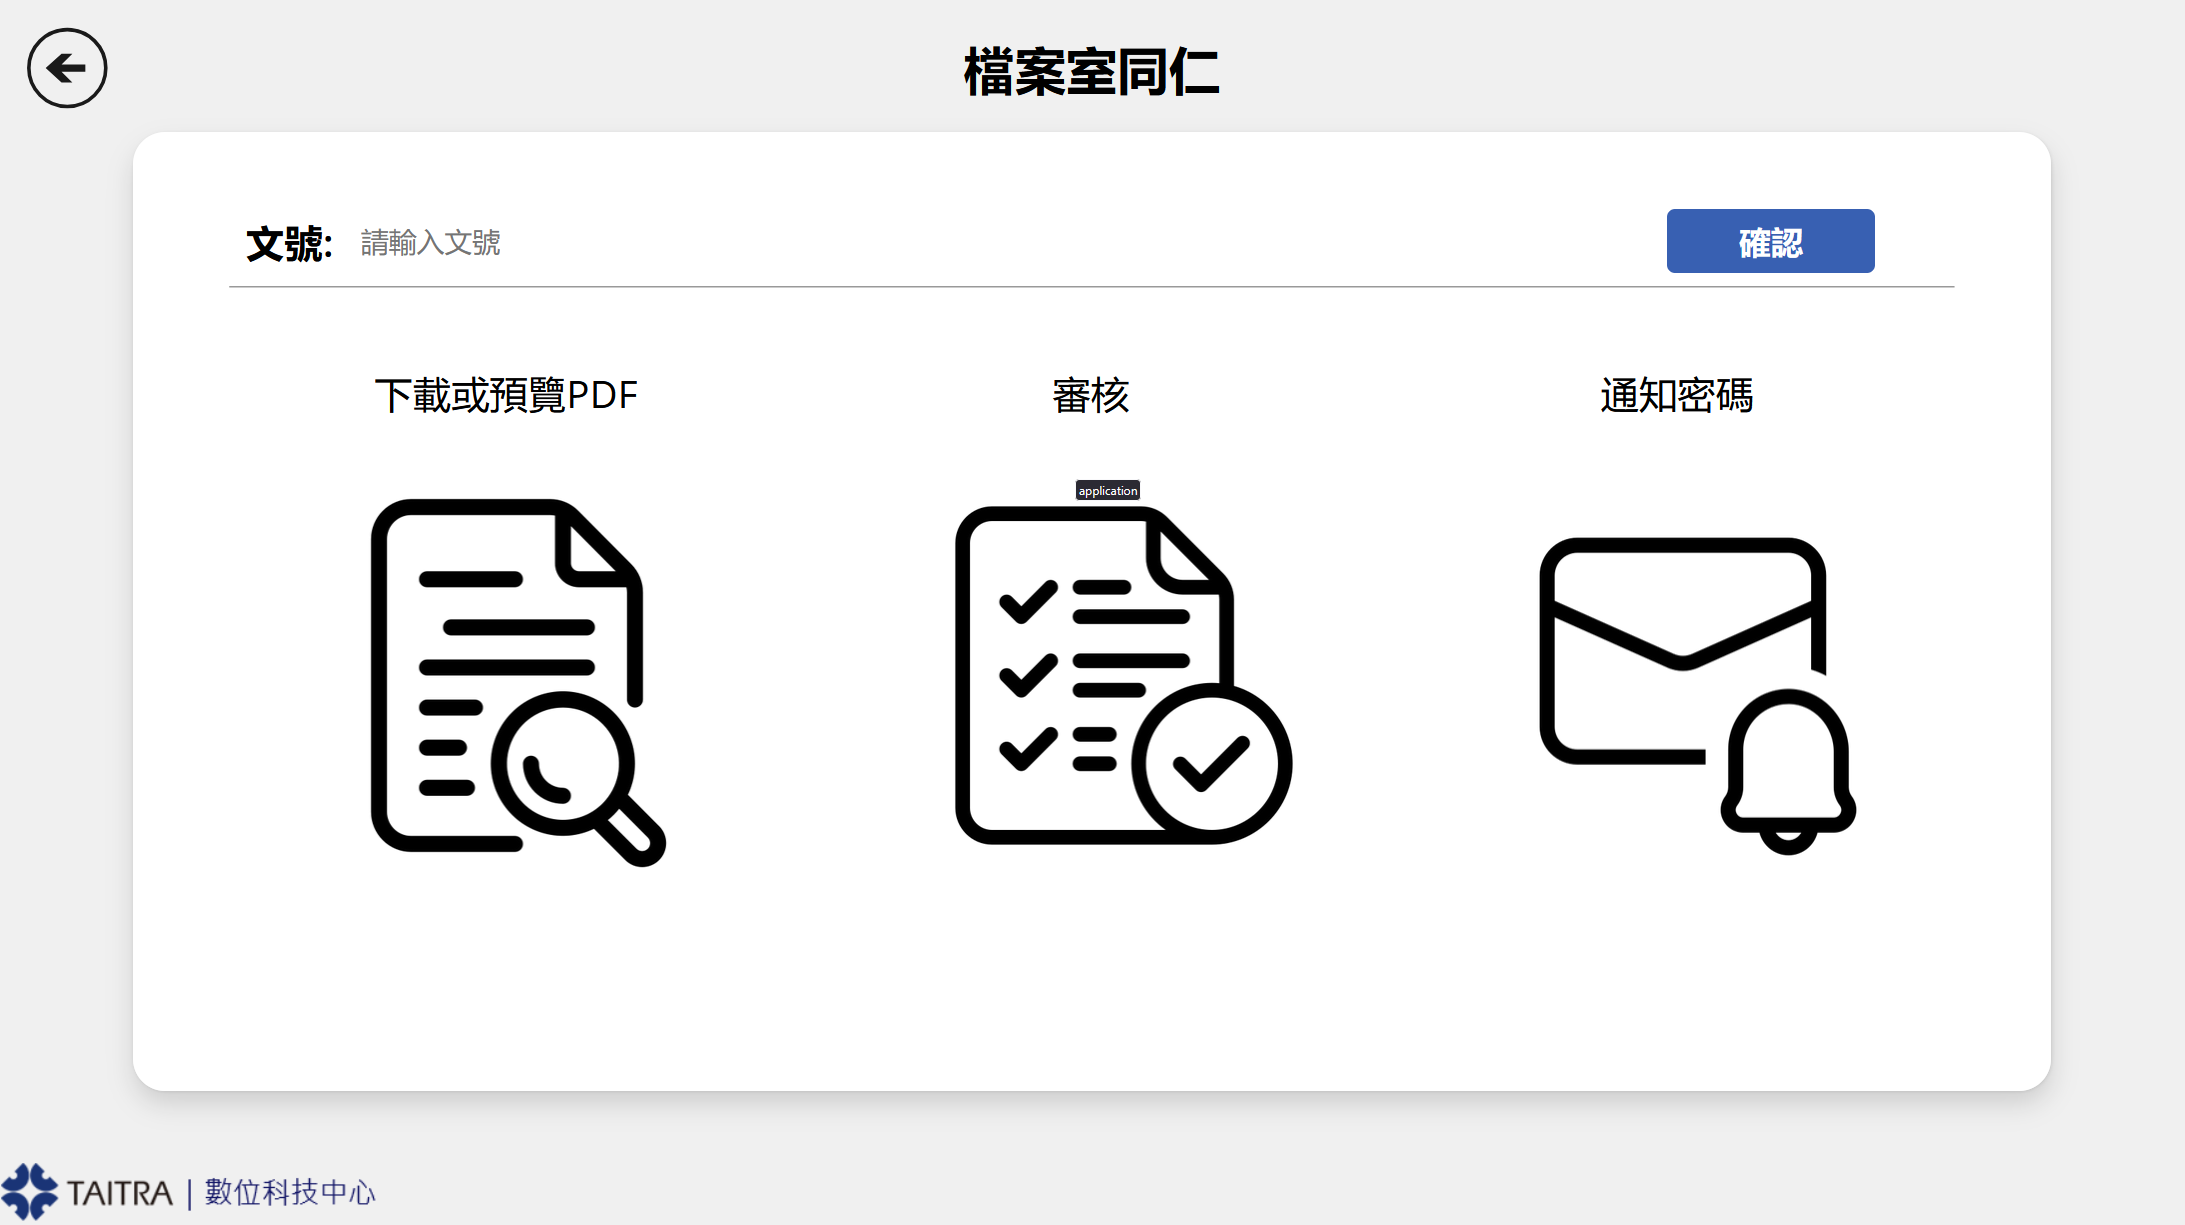 檔案室同仁
文號: 請輸入文號 確認
下載或預覽PDF 審核 通知密碼
application
TAITRA | 數位科技中心